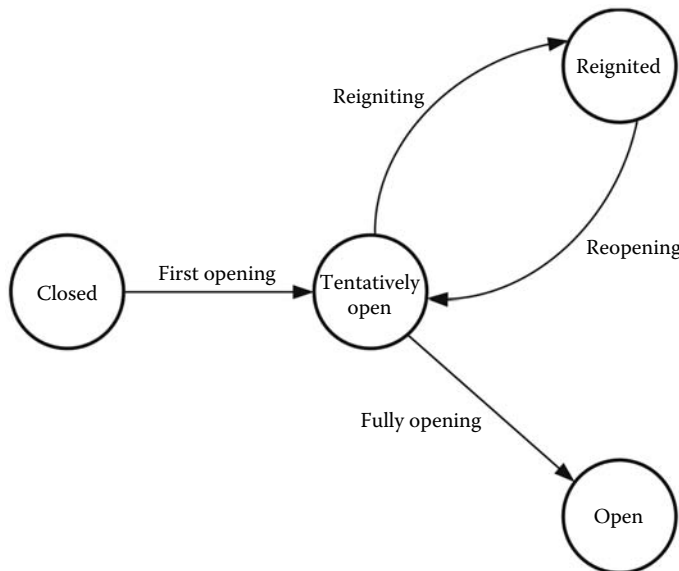 Reignited
Reigniting
Reopening
First opening
Closed
Tentatively
open
Fully opening
Open